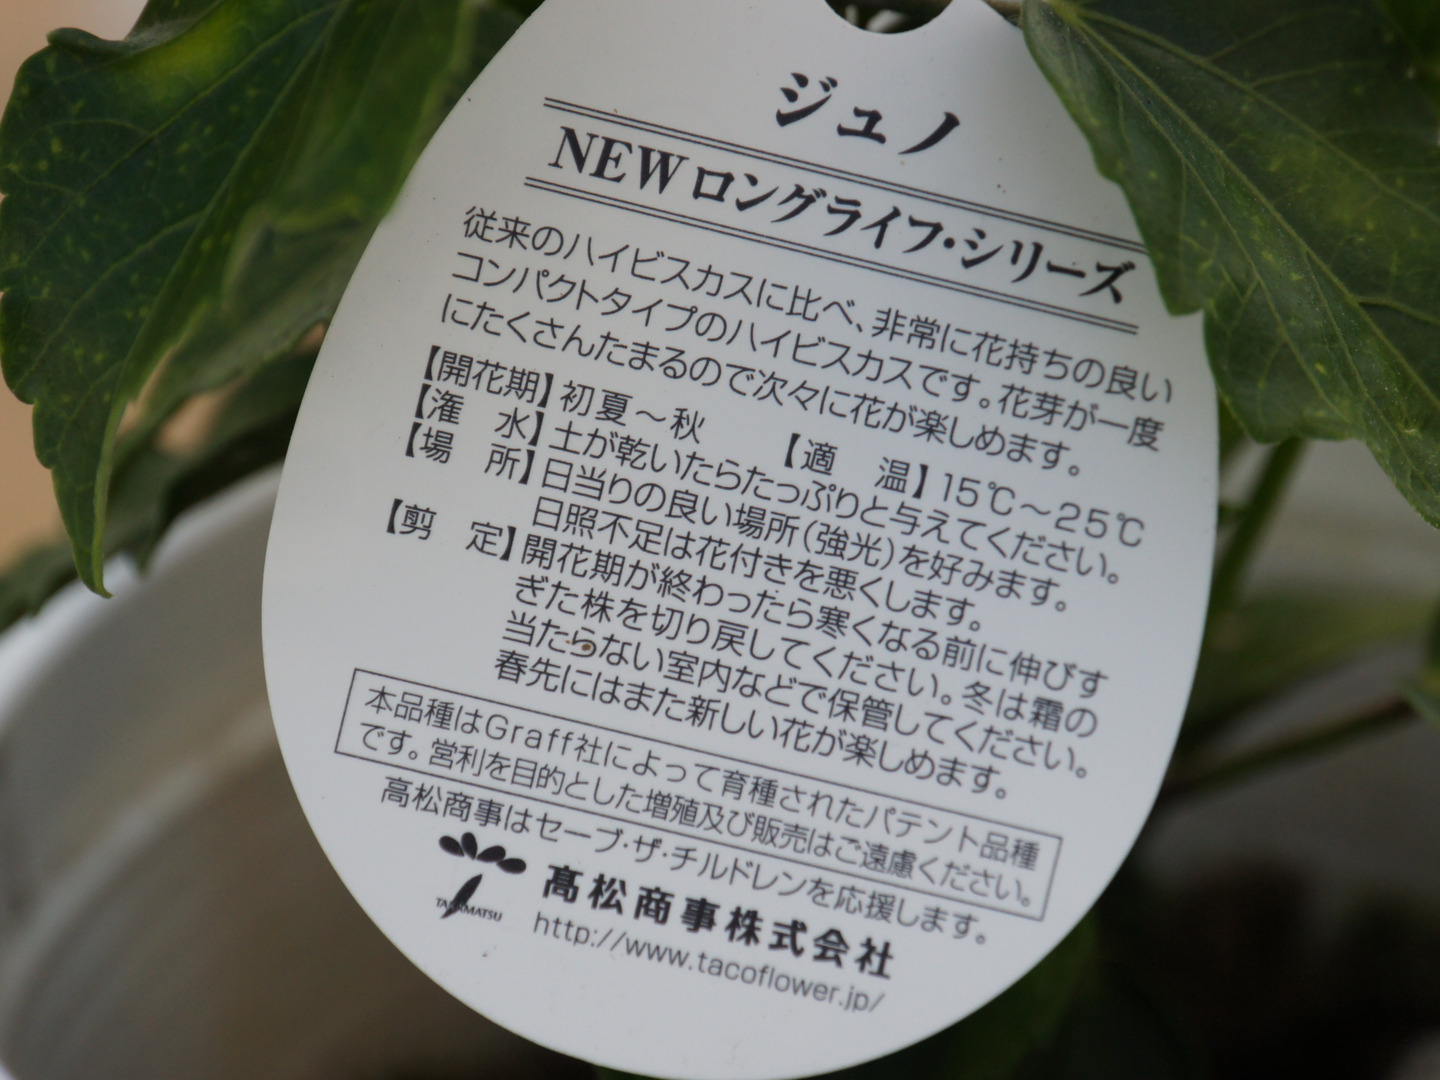 ジュノ
NEWロングライフ・シリーズ
従来のハイビスカスに比べ、非常に花持ちの良い
コンパクトタイプのハイビスカスです。花芽が一度
にたくさんたまるので次々に花が楽しめます。
【開花期】初夏〜秋 【適 温】15℃〜25℃
【潅 水】土が乾いたらたっぷりと与えてください。
【場 所】日当りの良い場所(強光)を好みます。
日照不足は花付きを悪くします。
【剪 定】開花期が終わったら寒くなる前に伸びす
ぎた株を切り戻してください。冬は霜の
当たらない室内などで保管してください。
春先にはまた新しい花が楽しめます。
本品種はGraff社によって育種されたパテント品種
です。営利を目的とした増殖及び販売はご遠慮ください。
高松商事はセーブ・ザ・チルドレンを応援します。
TAKAMATSU
髙松商事株式会社
http://www.tacoflower.jp/